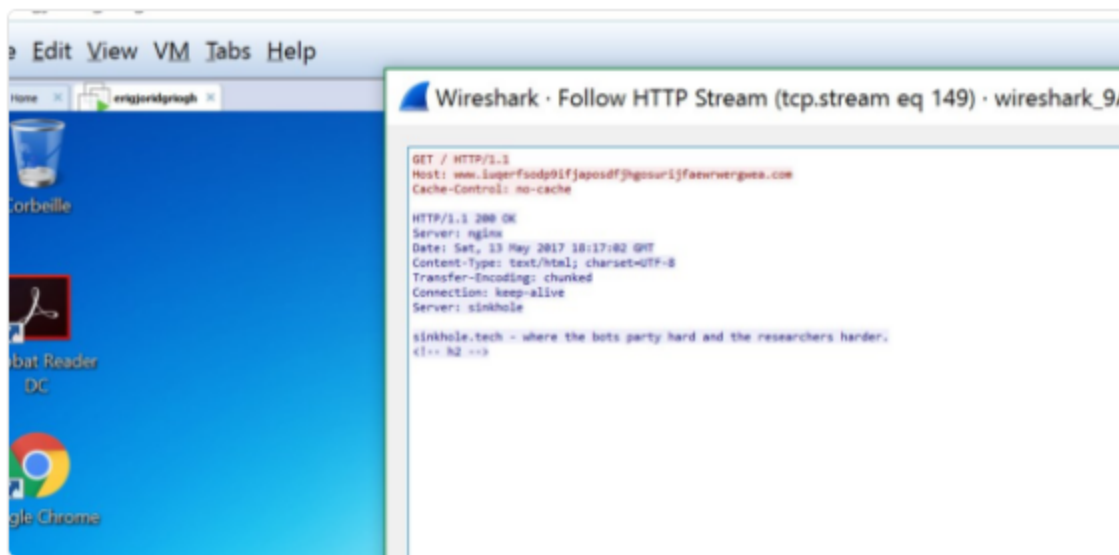 Edit View VM Tabs Help
Home
erigjoridgriogh
Wireshark · Follow HTTP Stream (tcp.stream eq 149) · wireshark_9
GET / HTTP/1.1
Host: www.iuqerfsodp9ifjaposdfjhgosurijfaewrwergwea.com
Cache-Control: no-cache
HTTP/1.1 200 OK
Server: nginx
Date: Sat, 13 May 2017 18:17:02 GMT
Content-Type: text/html; charset=UTF-8
Transfer-Encoding: chunked
Connection: keep-alive
Server: sinkhole
sinkhole.tech - where the bots party hard and the researchers harder.
<!-- h2 -->
Corbeille
bat Reader
DC
gle Chrome